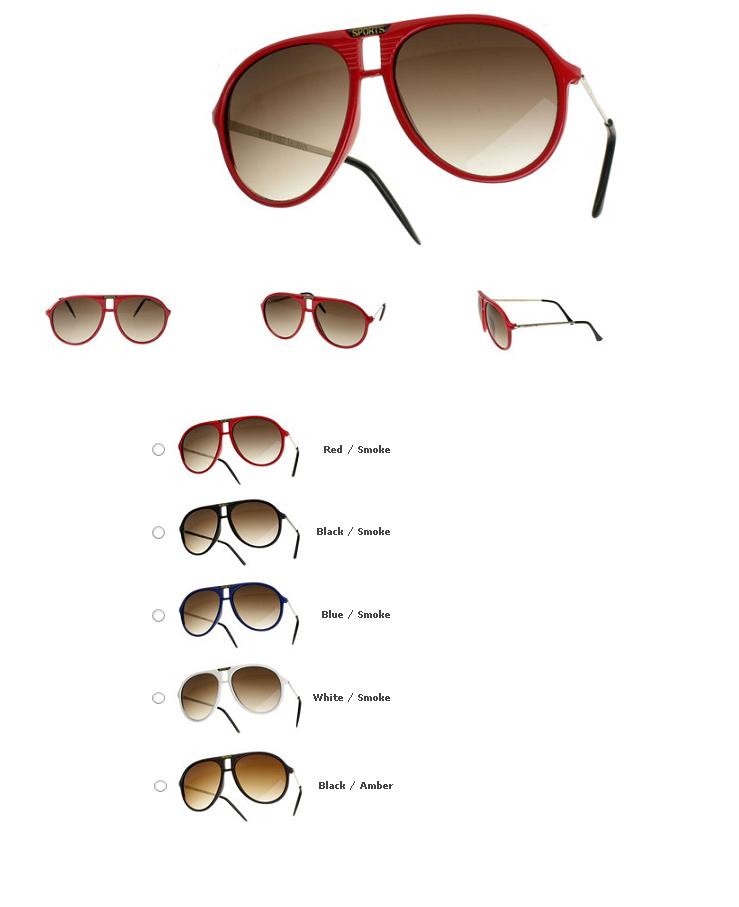 SPORTS
Red / Smoke
Black / Smoke
Blue / Smoke
White / Smoke
Black / Amber